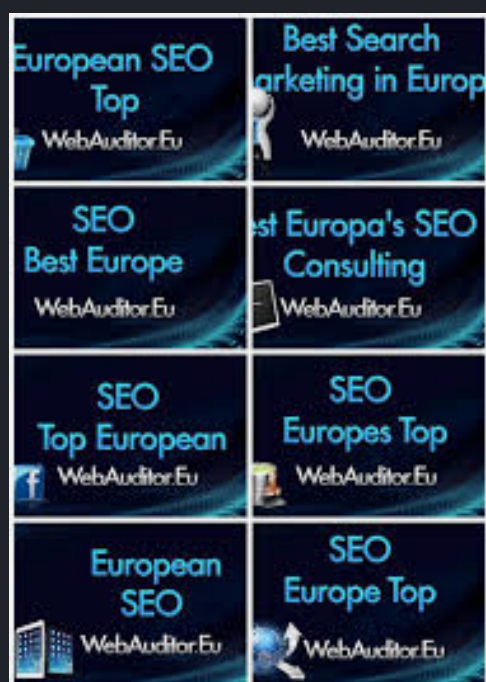 European SEO
Top
WebAuditor.Eu
Best Search
arketing in Europ
WebAuditor.Eu
SEO
Best Europe
WebAuditor.Eu
st Europa's SEO
Consulting
WebAuditor.Eu
SEO
Top European
WebAuditor.Eu
SEO
Europes Top
WebAuditor.Eu
European
SEO
WebAuditor.Eu
SEO
Europe Top
WebAuditor.Eu